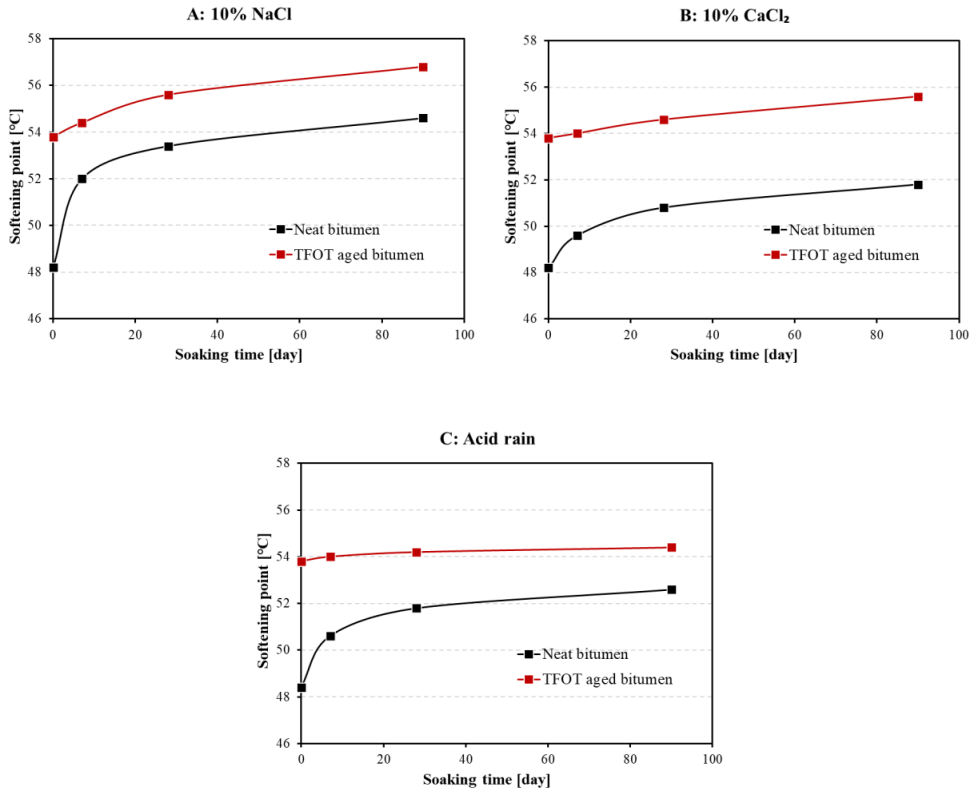 A: 10% NaCl
58
56
54
52
50
48
46
Softening point [°C]
Neat bitumen
TFOT aged bitumen
0 20 40 60 80 100
Soaking time [day]
B: 10% CaCl₂
58
56
54
52
50
48
46
Softening point [°C]
Neat bitumen
TFOT aged bitumen
0 20 40 60 80 100
Soaking time [day]
C: Acid rain
58
56
54
52
50
48
46
Softening point [°C]
Neat bitumen
TFOT aged bitumen
0 20 40 60 80 100
Soaking time [day]